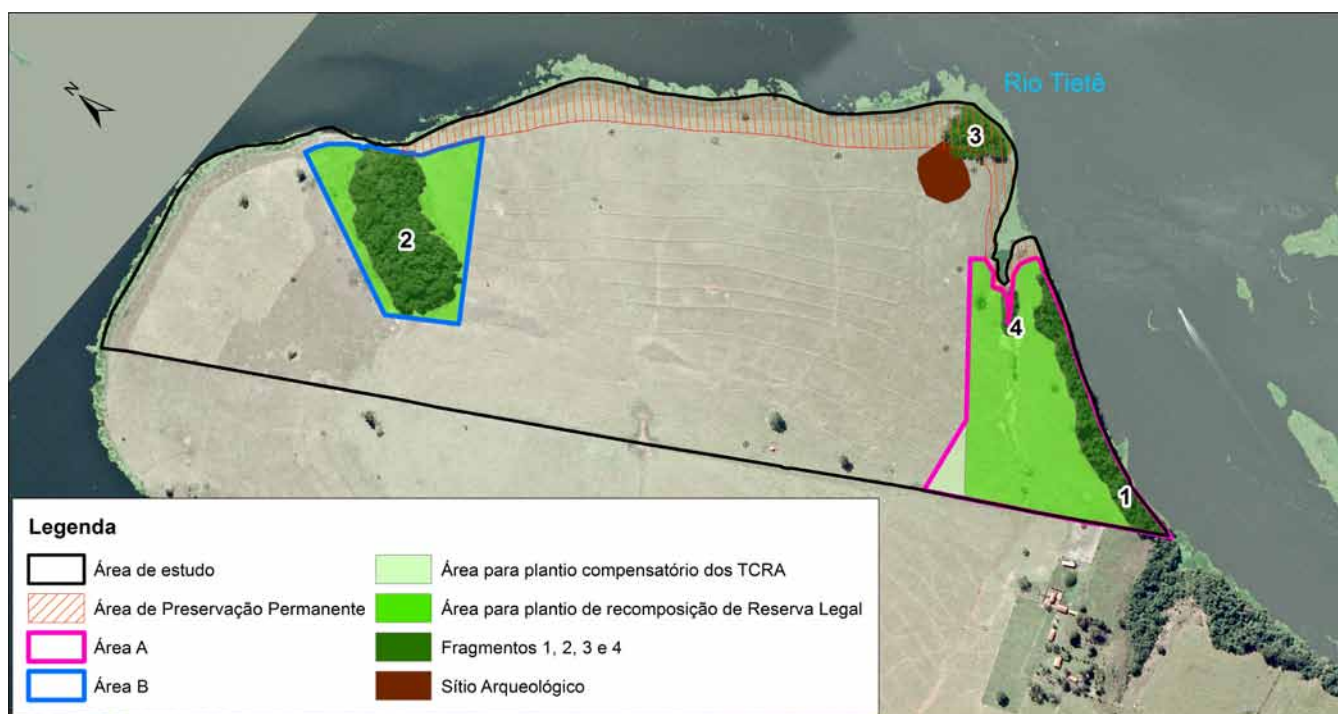 N
Rio Tietê
3
2
4
1
Legenda
Área de estudo
Área de Preservação Permanente
Área A
Área B
Área para plantio compensatório dos TCRA
Área para plantio de recomposição de Reserva Legal
Fragmentos 1, 2, 3 e 4
Sítio Arqueológico